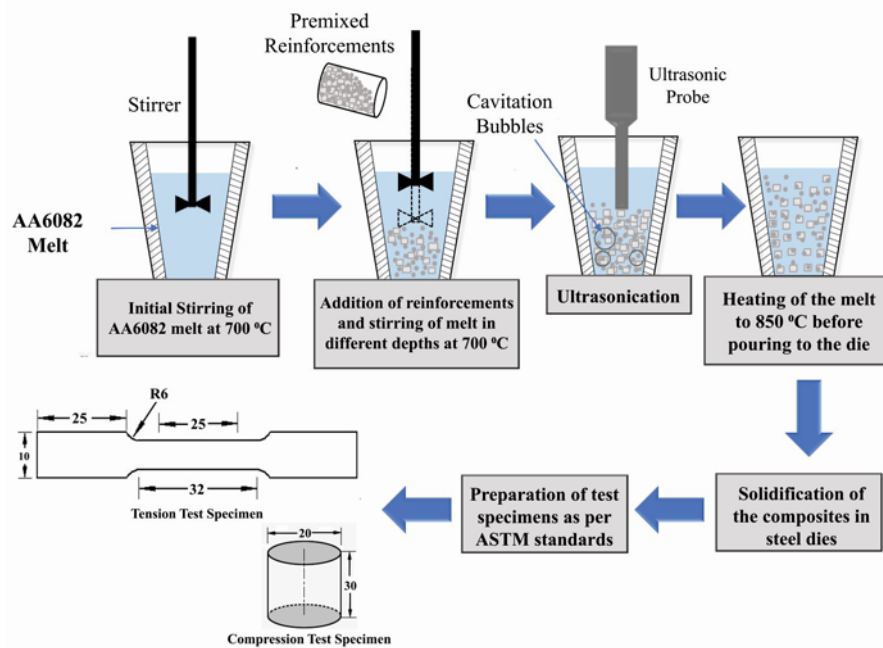 Premixed
Reinforcements
Stirrer
Cavitation
Bubbles
Ultrasonic
Probe
AA6082
Melt
Initial Stirring of
AA6082 melt at 700 ⁰C
Addition of reinforcements
and stirring of melt in
different depths at 700 ⁰C
Ultrasonication
Heating of the melt
to 850 ⁰C before
pouring to the die
Solidification of
the composites in
steel dies
Preparation of test
specimens as per
ASTM standards
R6
25
25
10
32
Tension Test Specimen
20
30
Compression Test Specimen